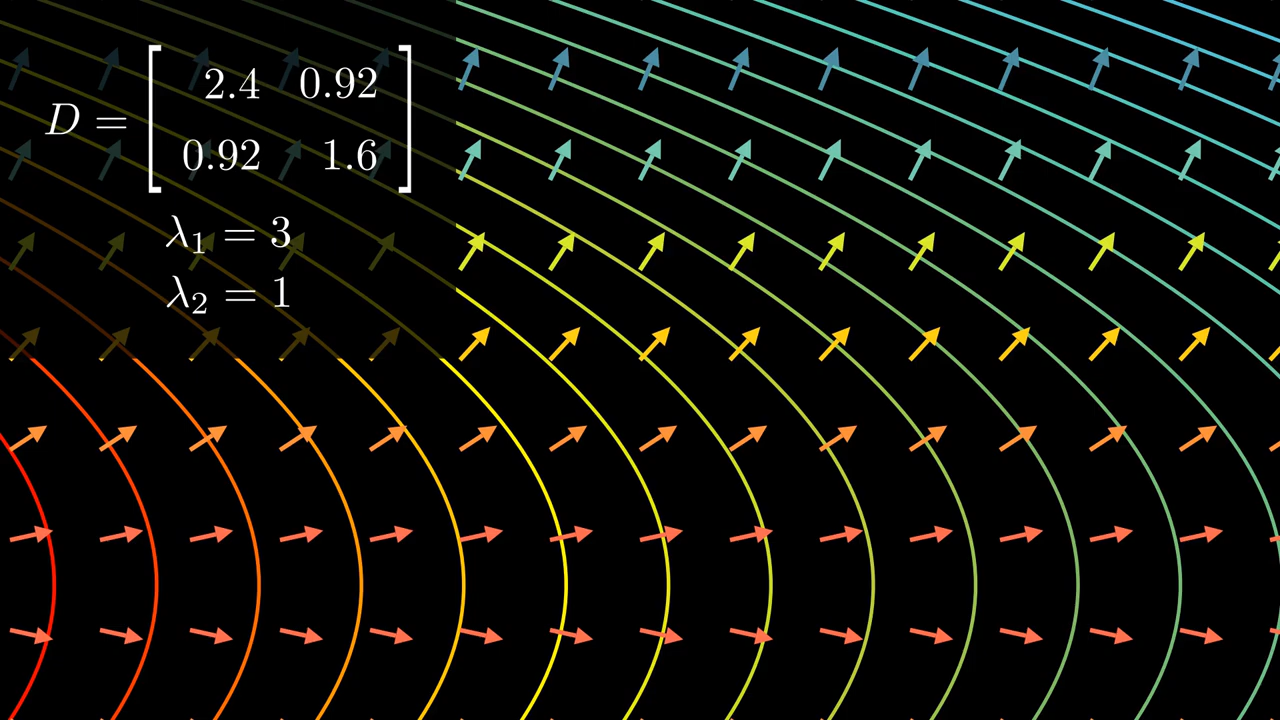 D = [ 2.4 0.92
0.92 1.6 ]
λ₁ = 3
λ₂ = 1